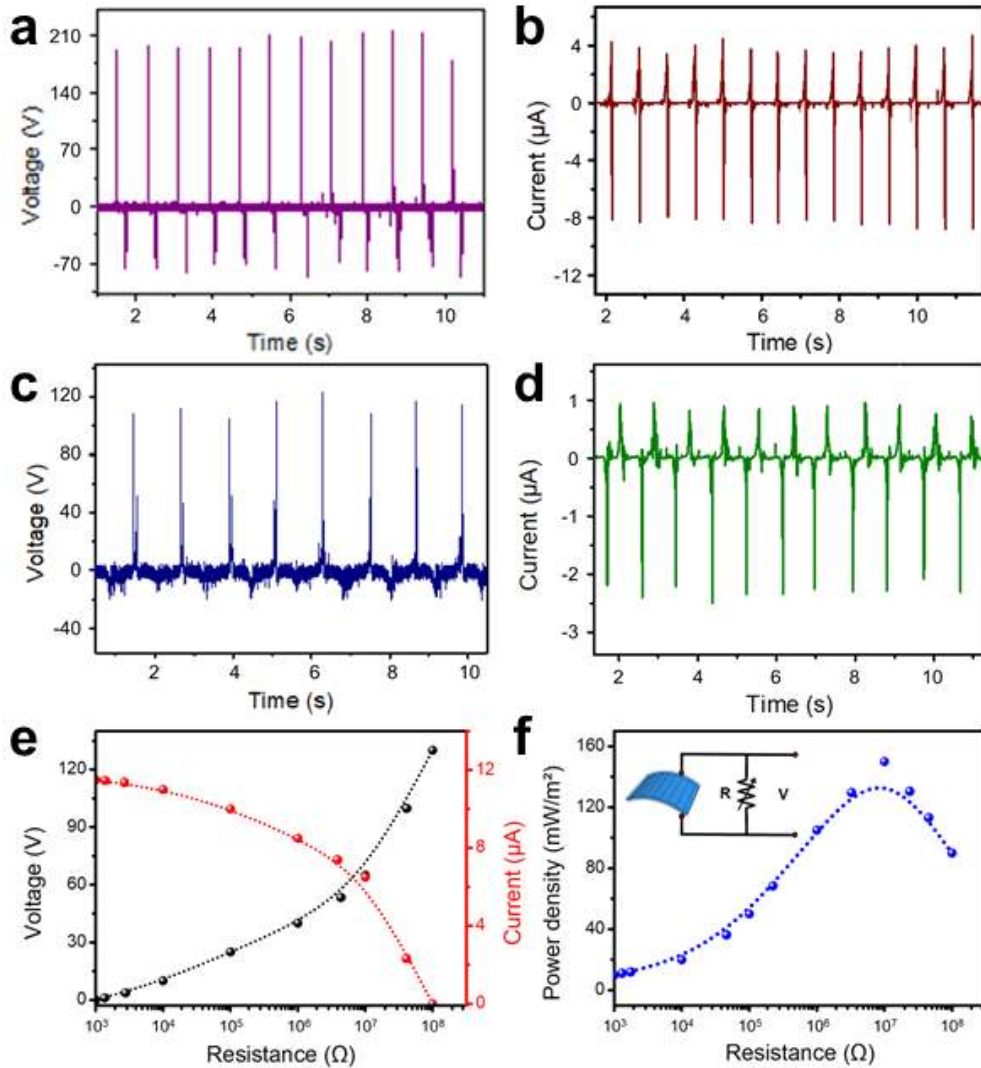 a
210
140
70
0
-70
Voltage (V)
2 4 6 8 10
Time (s)
b
4
0
-4
-8
-12
Current (µA)
2 4 6 8 10
Time (s)
c
120
80
40
0
-40
Voltage (V)
2 4 6 8 10
Time (s)
d
1
0
-1
-2
-3
Current (µA)
2 4 6 8 10
Time (s)
e
120
90
60
30
0
Voltage (V)
12
8
4
0
Current (µA)
10³ 10⁴ 10⁵ 10⁶ 10⁷ 10⁸
Resistance (Ω)
f
160
120
80
40
0
Power density (mW/m²)
R V
10³ 10⁴ 10⁵ 10⁶ 10⁷ 10⁸
Resistance (Ω)